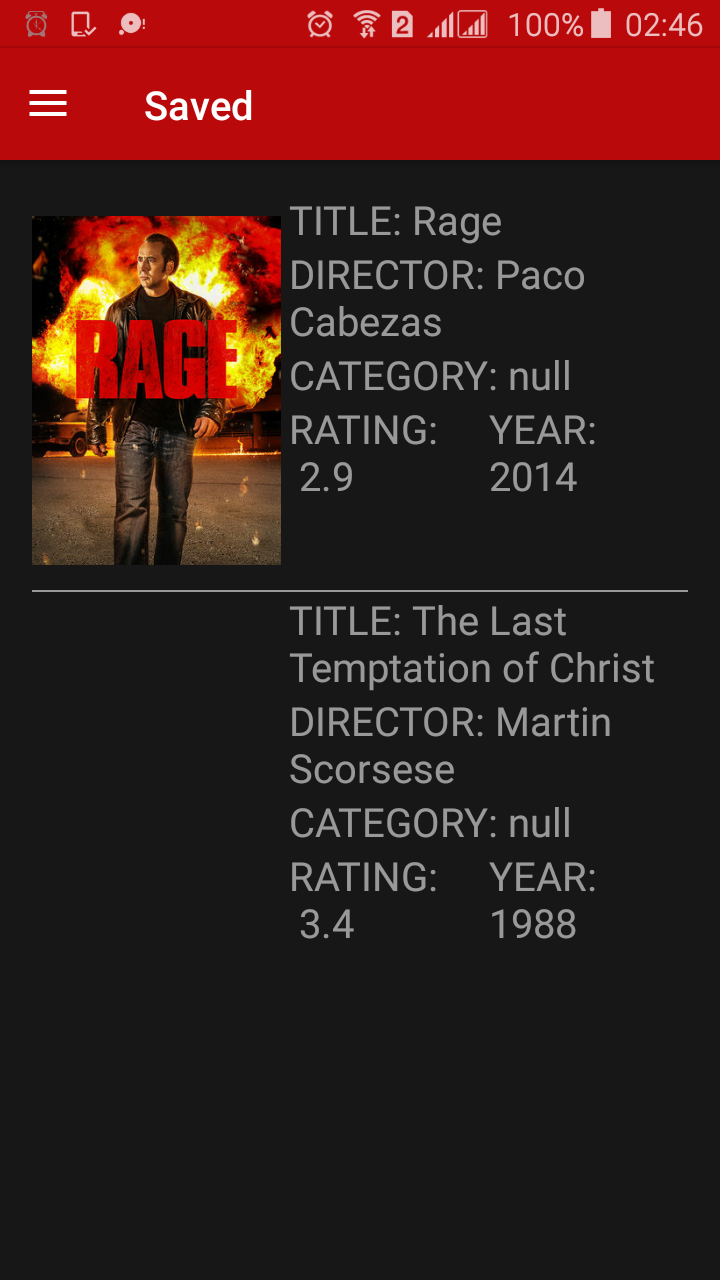 2 100% 02:46
Saved
RAGE
TITLE: Rage
DIRECTOR: Paco
Cabezas
CATEGORY: null
RATING: YEAR:
2.9 2014
TITLE: The Last
Temptation of Christ
DIRECTOR: Martin
Scorsese
CATEGORY: null
RATING: YEAR:
3.4 1988